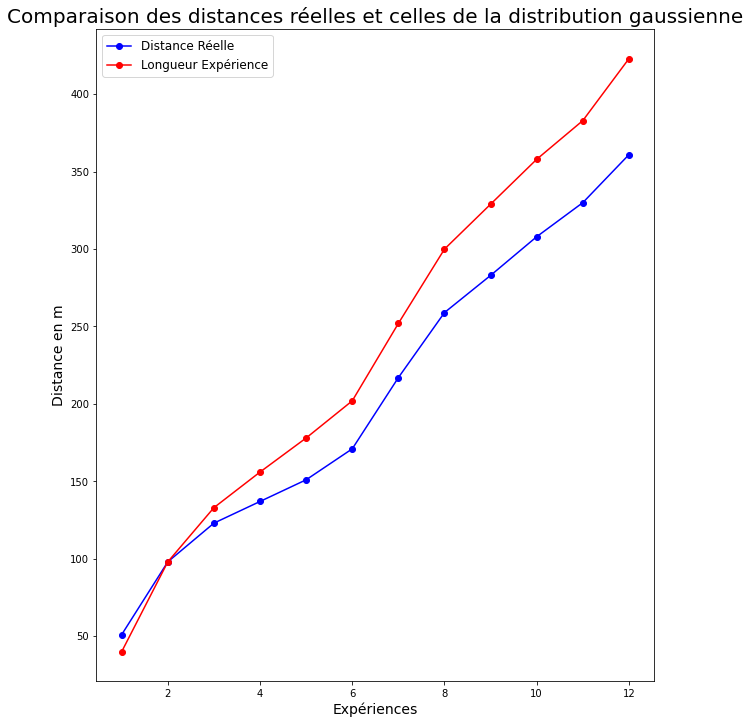 Comparaison des distances réelles et celles de la distribution gaussienne
Distance Réelle
Longueur Expérience
400
350
300
250
200
150
100
50
Distance en m
2 4 6 8 10 12
Expériences